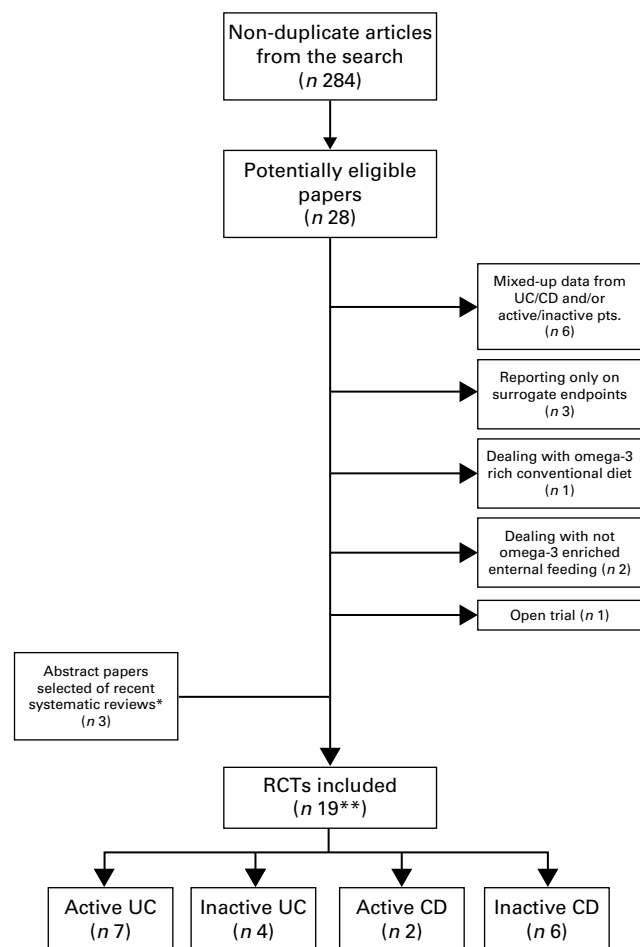 Non-duplicate articles
from the search
(n 284)
Potentially eligible
papers
(n 28)
Mixed-up data from
UC/CD and/or
active/inactive pts.
(n 6)
Reporting only on
surrogate endpoints
(n 3)
Dealing with omega-3
rich conventional diet
(n 1)
Dealing with not
omega-3 enriched
enternal feeding (n 2)
Open trial (n 1)
Abstract papers
selected of recent
systematic reviews*
(n 3)
RCTs included
(n 19**)
Active UC
(n 7)
Inactive UC
(n 4)
Active CD
(n 2)
Inactive CD
(n 6)